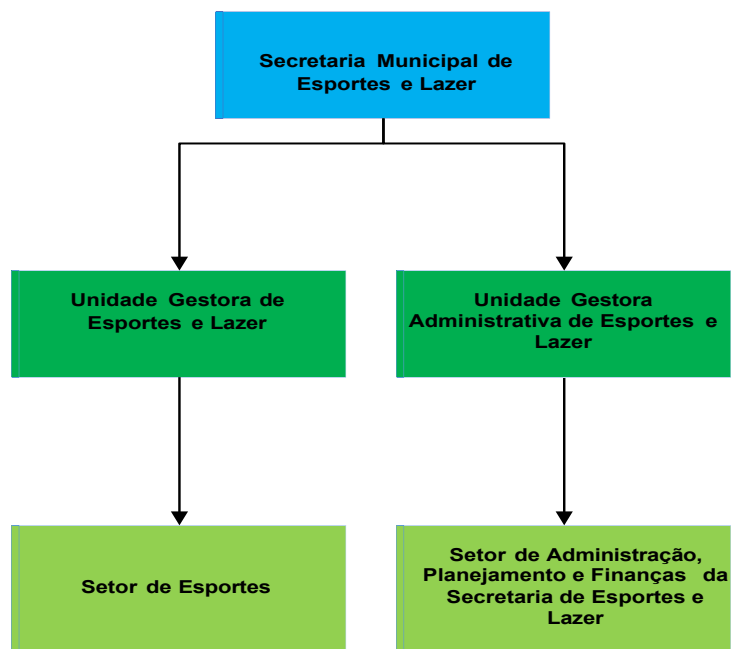 Secretaria Municipal de
Esportes e Lazer
Unidade Gestora de
Esportes e Lazer
Unidade Gestora
Administrativa de Esportes e
Lazer
Setor de Esportes
Setor de Administração,
Planejamento e Finanças da
Secretaria de Esportes e
Lazer